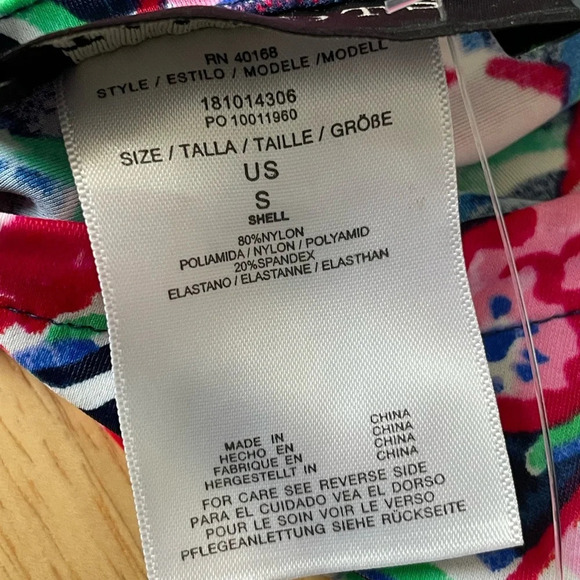 RN 40168
STYLE / ESTILO / MODELE /MODELL
181014306
PO 10011960
SIZE / TALLA / TAILLE / GRÖßE
US
S
SHELL
80%NYLON
POLIAMIDA / NYLON / POLYAMID
20%SPANDEX
ELASTANO / ELASTANNE / ELASTHAN
MADE IN CHINA
HECHO EN CHINA
FABRIQUE EN CHINA
HERGESTELLT IN CHINA
FOR CARE SEE REVERSE SIDE
PARA EL CUIDADO VEA EL DORSO
POUR LE SOIN VOIR LE VERSO
PFLEGEANLEITUNG SIEHE RÜCKSEITE